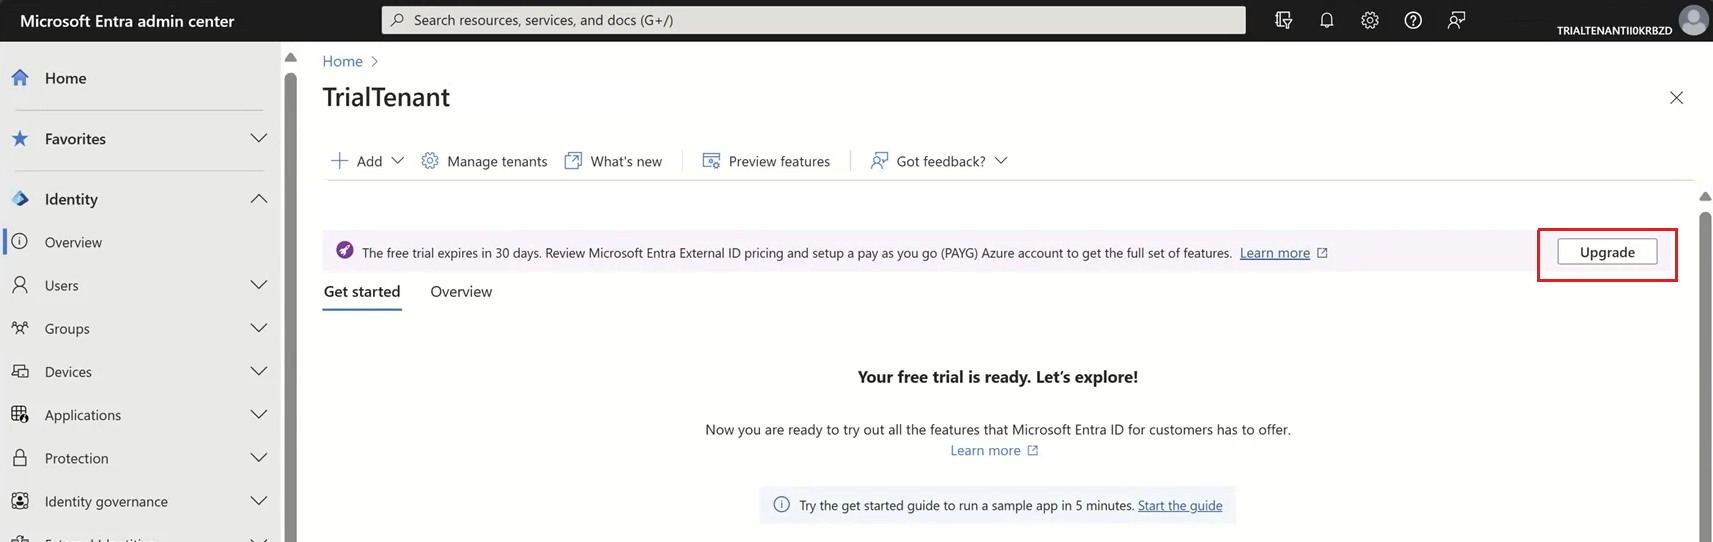 Microsoft Entra admin center
Search resources, services, and docs (G+/)
TRIALTENANTII0KRBZD
Home
Favorites
Identity
Overview
Users
Groups
Devices
Applications
Protection
Identity governance
Home >
TrialTenant
Add
Manage tenants
What's new
Preview features
Got feedback?
The free trial expires in 30 days. Review Microsoft Entra External ID pricing and setup a pay as you go (PAYG) Azure account to get the full set of features. Learn more
Upgrade
Get started
Overview
Your free trial is ready. Let's explore!
Now you are ready to try out all the features that Microsoft Entra ID for customers has to offer.
Learn more
Try the get started guide to run a sample app in 5 minutes. Start the guide